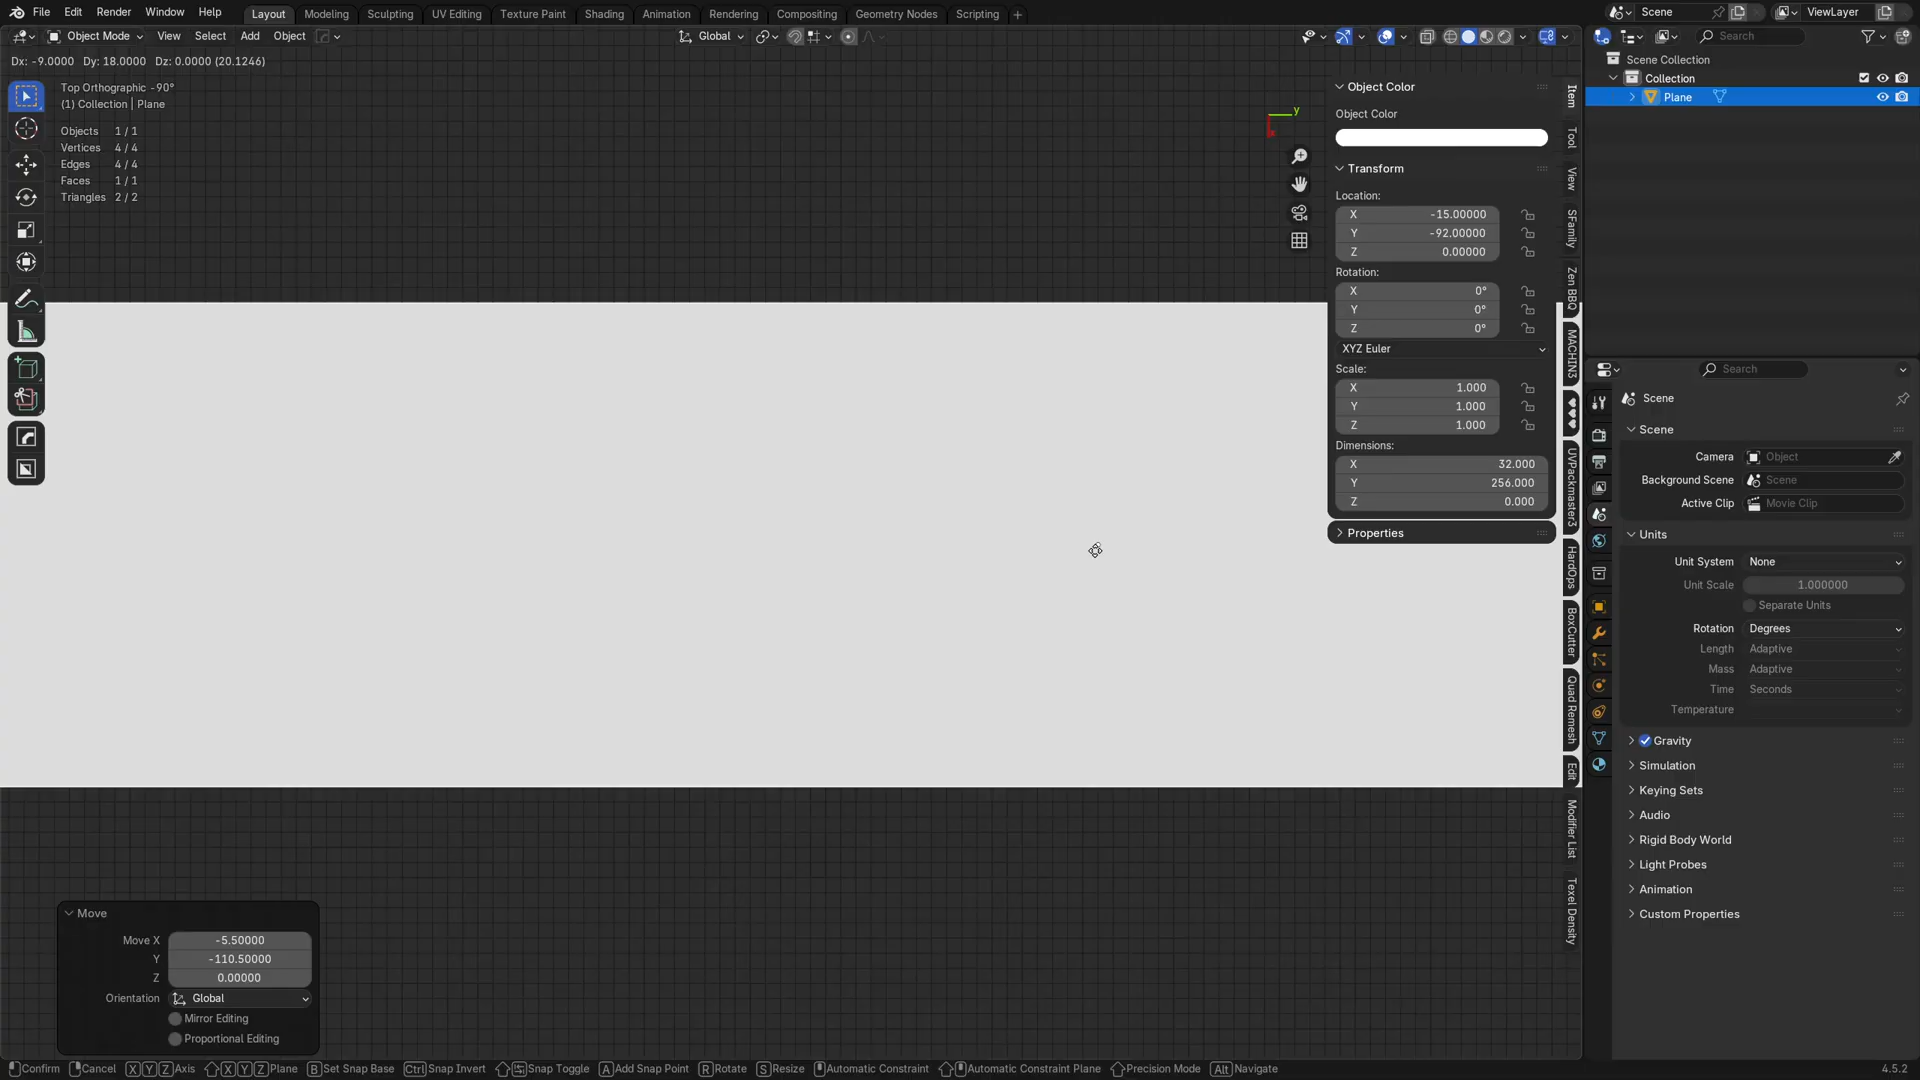 File Edit Render Window Help Layout Modeling Sculpting UV Editing Texture Paint Shading Animation Rendering Compositing Geometry Nodes Scripting + Scene ViewLayer
Object Mode View Select Add Object Global Search
Dx: -9.0000 Dy: 18.0000 Dz: 0.0000 (20.1246)
Top Orthographic -90°
(1) Collection | Plane
Objects 1 / 1
Vertices 4 / 4
Edges 4 / 4
Faces 1 / 1
Triangles 2 / 2
y
x
Object Color
Object Color
Transform
Location:
X -15.00000
Y -92.00000
Z 0.00000
Rotation:
X 0°
Y 0°
Z 0°
XYZ Euler
Scale:
X 1.000
Y 1.000
Z 1.000
Dimensions:
X 32.000
Y 256.000
Z 0.000
Properties
Item
Tool
View
SFamily
Zen BBQ
MACHIN3
♥♥♥
UVPackmaster3
HardOps
BoxCutter
Quad Remesh
Edit
Modifier List
Texel Density
Scene Collection
Collection
Plane
Search
Scene
Scene
Camera Object
Background Scene Scene
Active Clip Movie Clip
Units
Unit System None
Unit Scale 1.000000
Separate Units
Rotation Degrees
Length Adaptive
Mass Adaptive
Time Seconds
Temperature
Gravity
Simulation
Keying Sets
Audio
Rigid Body World
Light Probes
Animation
Custom Properties
Move
Move X -5.50000
Y -110.50000
Z 0.00000
Orientation Global
Mirror Editing
Proportional Editing
Confirm Cancel X Y Z Axis X Y Z Plane B Set Snap Base Ctrl Snap Invert Snap Toggle A Add Snap Point R Rotate S Resize Automatic Constraint Automatic Constraint Plane Precision Mode Alt Navigate 4.5.2